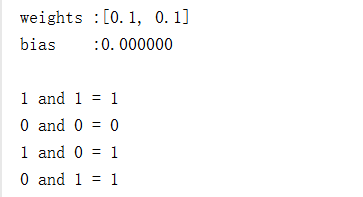 weights :[0.1, 0.1]
bias    :0.000000

1 and 1 = 1
0 and 0 = 0
1 and 0 = 1
0 and 1 = 1